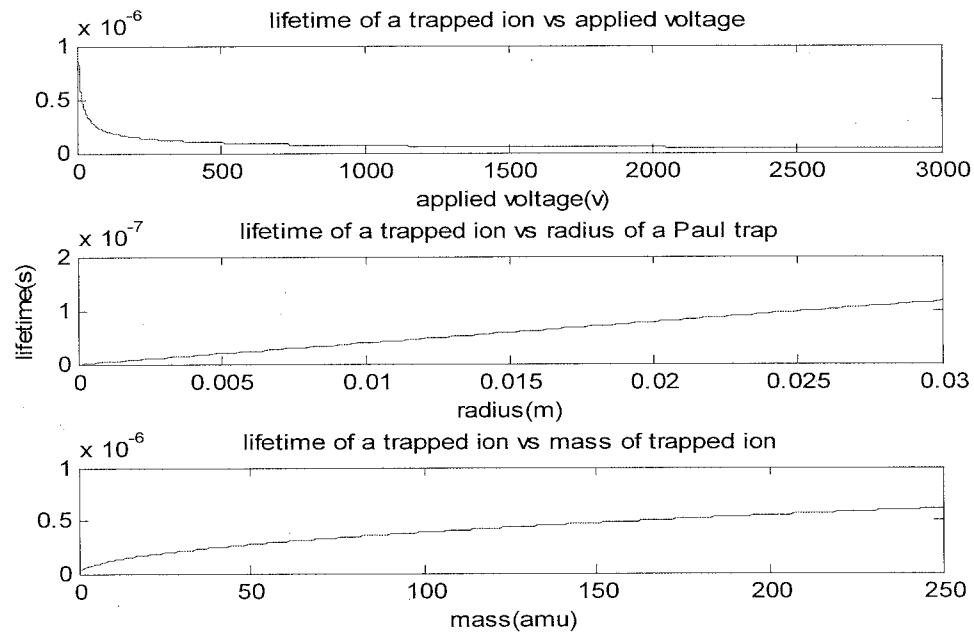 lifetime of a trapped ion vs applied voltage
x 10-6
1
0.5
0
0 500 1000 1500 2000 2500 3000
applied voltage(v)
lifetime of a trapped ion vs radius of a Paul trap
x 10-7
2
1
0
lifetime(s)
0 0.005 0.01 0.015 0.02 0.025 0.03
radius(m)
lifetime of a trapped ion vs mass of trapped ion
x 10-6
1
0.5
0
0 50 100 150 200 250
mass(amu)